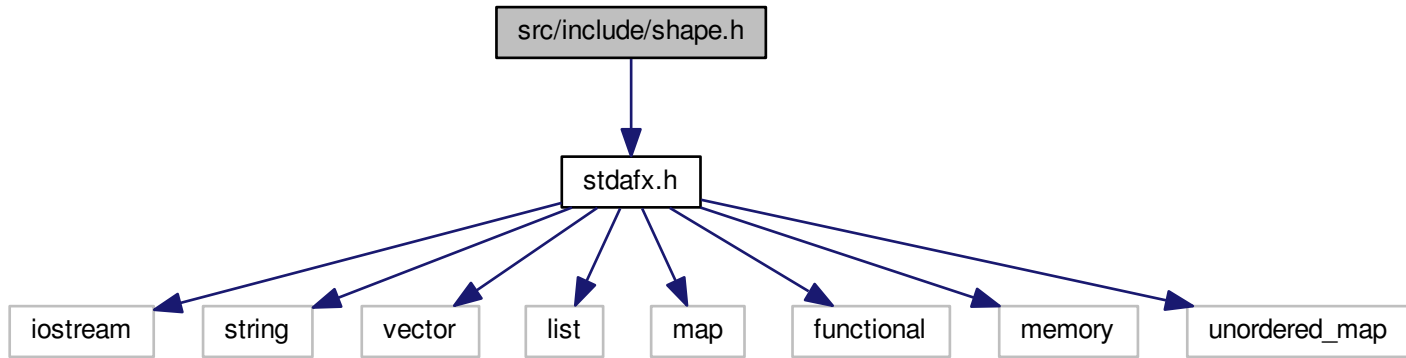 src/include/shape.h
stdafx.h
iostream
string
vector
list
map
functional
memory
unordered_map